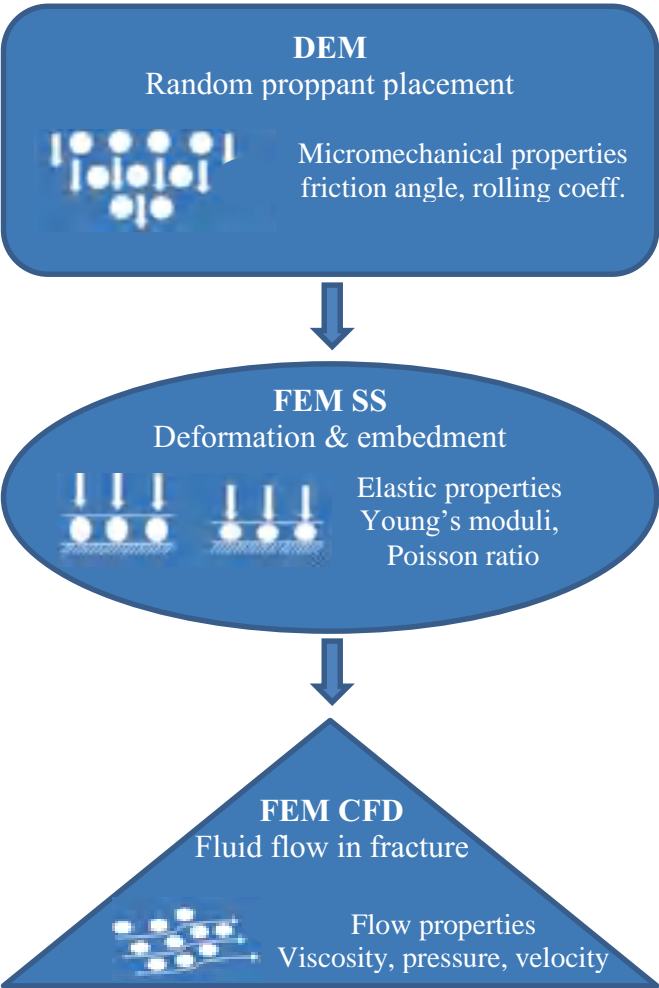 DEM
Random proppant placement
Micromechanical properties
friction angle, rolling coeff.
FEM SS
Deformation & embedment
Elastic properties
Young's moduli,
Poisson ratio
FEM CFD
Fluid flow in fracture
Flow properties
Viscosity, pressure, velocity